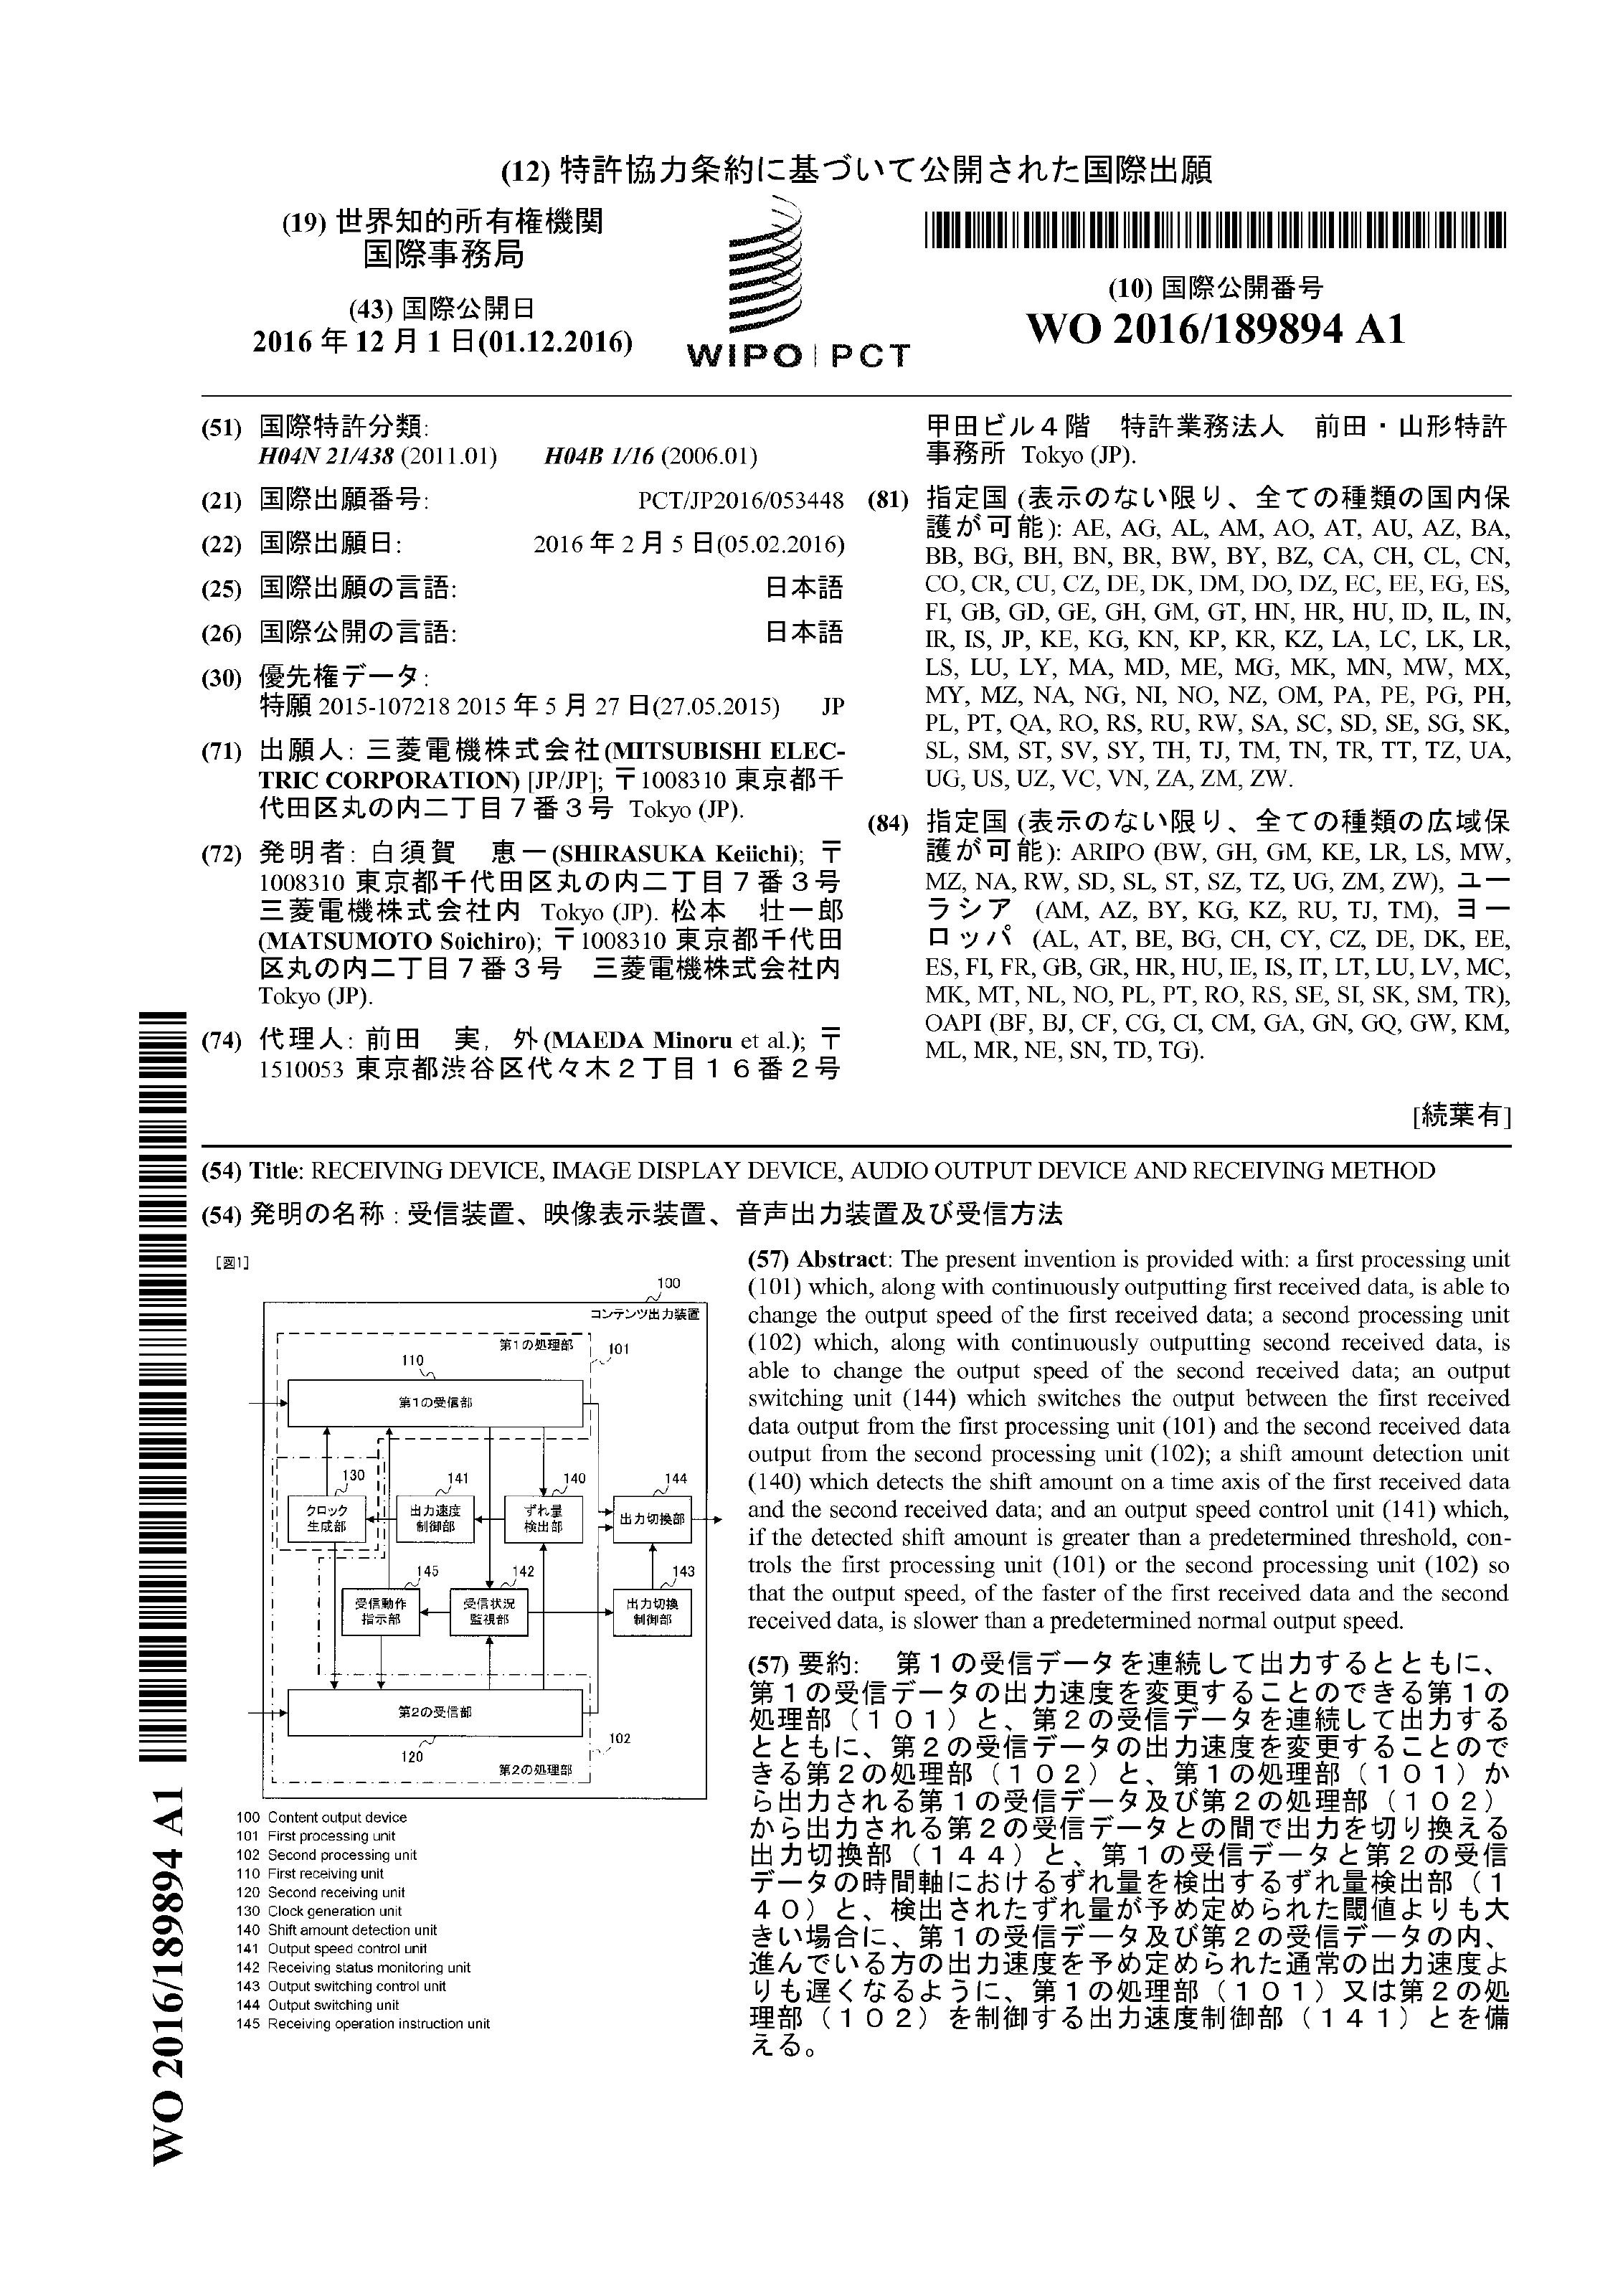 (12) 特許協力条約に基づいて公開された国際出願
(19) 世界知的所有権機関
国際事務局
(43) 国際公開日
2016 年 12 月 1 日(01.12.2016)
WIPO | PCT
(10) 国際公開番号
WO 2016/189894 A1
(51) 国際特許分類:
H04N 21/438 (2011.01) H04B 1/16 (2006.01)
(21) 国際出願番号: PCT/JP2016/053448
(22) 国際出願日: 2016 年 2 月 5 日(05.02.2016)
(25) 国際出願の言語: 日本語
(26) 国際公開の言語: 日本語
(30) 優先権データ:
特願 2015-107218 2015 年 5 月 27 日(27.05.2015) JP
(71) 出願人: 三菱電機株式会社(MITSUBISHI ELEC-
TRIC CORPORATION) [JP/JP]; 〒1008310 東京都千
代田区丸の内二丁目7番3号 Tokyo (JP).
(72) 発明者: 白須賀 恵一(SHIRASUKA Keiichi); 〒
1008310 東京都千代田区丸の内二丁目7番3号
三菱電機株式会社内 Tokyo (JP). 松本 壮一郎
(MATSUMOTO Soichiro); 〒1008310 東京都千代田
区丸の内二丁目7番3号 三菱電機株式会社内
Tokyo (JP).
(74) 代理人: 前田 実, 外(MAEDA Minoru et al.); 〒
1510053 東京都渋谷区代々木2丁目16番2号
甲田ビル4階 特許業務法人 前田・山形特許
事務所 Tokyo (JP).
(81) 指定国 (表示のない限り、全ての種類の国内保
護が可能): AE, AG, AL, AM, AO, AT, AU, AZ, BA,
BB, BG, BH, BN, BR, BW, BY, BZ, CA, CH, CL, CN,
CO, CR, CU, CZ, DE, DK, DM, DO, DZ, EC, EE, EG, ES,
FI, GB, GD, GE, GH, GM, GT, HN, HR, HU, ID, IL, IN,
IR, IS, JP, KE, KG, KN, KP, KR, KZ, LA, LC, LK, LR,
LS, LU, LY, MA, MD, ME, MG, MK, MN, MW, MX,
MY, MZ, NA, NG, NI, NO, NZ, OM, PA, PE, PG, PH,
PL, PT, QA, RO, RS, RU, RW, SA, SC, SD, SE, SG, SK,
SL, SM, ST, SV, SY, TH, TJ, TM, TN, TR, TT, TZ, UA,
UG, US, UZ, VC, VN, ZA, ZM, ZW.
(84) 指定国 (表示のない限り、全ての種類の広域保
護が可能): ARIPO (BW, GH, GM, KE, LR, LS, MW,
MZ, NA, RW, SD, SL, ST, SZ, TZ, UG, ZM, ZW), ユー
ラシア (AM, AZ, BY, KG, KZ, RU, TJ, TM), ヨー
ロッパ (AL, AT, BE, BG, CH, CY, CZ, DE, DK, EE,
ES, FI, FR, GB, GR, HR, HU, IE, IS, IT, LT, LU, LV, MC,
MK, MT, NL, NO, PL, PT, RO, RS, SE, SI, SK, SM, TR),
OAPI (BF, BJ, CF, CG, CI, CM, GA, GN, GQ, GW, KM,
ML, MR, NE, SN, TD, TG).
[続葉有]
(54) Title: RECEIVING DEVICE, IMAGE DISPLAY DEVICE, AUDIO OUTPUT DEVICE AND RECEIVING METHOD
(54) 発明の名称 : 受信装置、映像表示装置、音声出力装置及び受信方法
[図1]
100
コンテンツ出力装置
第1の処理部
101
110
第1の受信部
130
141
140
144
クロック
生成部
出力速度
制御部
ずれ量
検出部
出力切換部
145
142
143
受信動作
指示部
受信状況
監視部
出力切換
制御部
第2の受信部
102
120
第2の処理部
100 Content output device
101 First processing unit
102 Second processing unit
110 First receiving unit
120 Second receiving unit
130 Clock generation unit
140 Shift amount detection unit
141 Output speed control unit
142 Receiving status monitoring unit
143 Output switching control unit
144 Output switching unit
145 Receiving operation instruction unit
(57) Abstract: The present invention is provided with: a first processing unit
(101) which, along with continuously outputting first received data, is able to
change the output speed of the first received data; a second processing unit
(102) which, along with continuously outputting second received data, is
able to change the output speed of the second received data; an output
switching unit (144) which switches the output between the first received
data output from the first processing unit (101) and the second received data
output from the second processing unit (102); a shift amount detection unit
(140) which detects the shift amount on a time axis of the first received data
and the second received data; and an output speed control unit (141) which,
if the detected shift amount is greater than a predetermined threshold, con-
trols the first processing unit (101) or the second processing unit (102) so
that the output speed, of the faster of the first received data and the second
received data, is slower than a predetermined normal output speed.
(57) 要約: 第1の受信データを連続して出力するとともに、
第1の受信データの出力速度を変更することのできる第1の
処理部(101)と、第2の受信データを連続して出力する
とともに、第2の受信データの出力速度を変更することので
きる第2の処理部(102)と、第1の処理部(101)か
ら出力される第1の受信データ及び第2の処理部(102)
から出力される第2の受信データとの間で出力を切り換える
出力切換部(144)と、第1の受信データと第2の受信
データの時間軸におけるずれ量を検出するずれ量検出部(1
40)と、検出されたずれ量が予め定められた閾値よりも大
きい場合に、第1の受信データ及び第2の受信データの内、
進んでいる方の出力速度を予め定められた通常の出力速度よ
りも遅くなるように、第1の処理部(101)又は第2の処
理部(102)を制御する出力速度制御部(141)とを備
える。
WO 2016/189894 A1